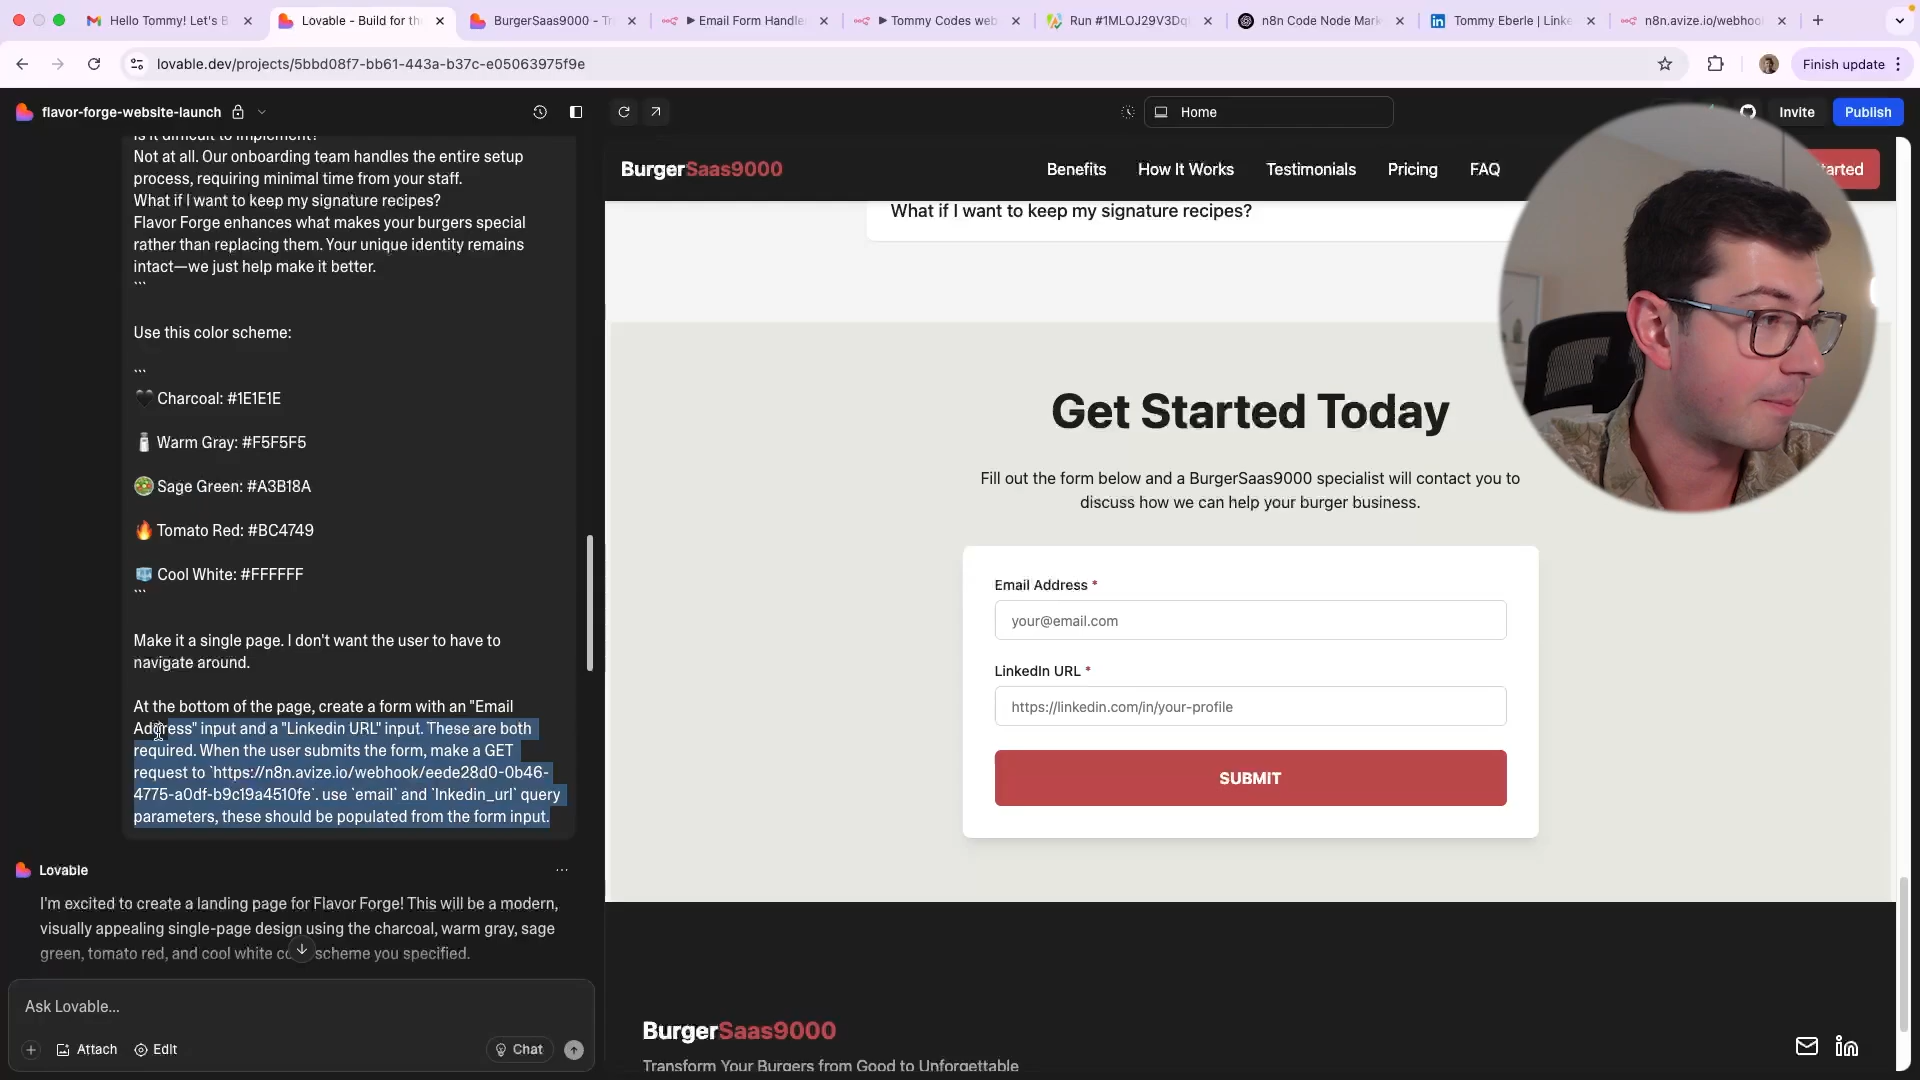 Hello Tommy! Let's B
Lovable - Build for the
BurgerSaas9000 - Tr
Email Form Handle
Tommy Codes web
Run #1MLOJ29V3Dq
n8n Code Node Mark
Tommy Eberle | Linke
n8n.avize.io/webhoo
lovable.dev/projects/5bbd08f7-bb61-443a-b37c-e05063975f9e
Finish update
flavor-forge-website-launch
Home
Invite
Publish
Is it difficult to implement?
Not at all. Our onboarding team handles the entire setup
process, requiring minimal time from your staff.
What if I want to keep my signature recipes?
Flavor Forge enhances what makes your burgers special
rather than replacing them. Your unique identity remains
intact—we just help make it better.
```
Use this color scheme:
```
🖤 Charcoal: #1E1E1E
🧂 Warm Gray: #F5F5F5
🥗 Sage Green: #A3B18A
🔥 Tomato Red: #BC4749
🧊 Cool White: #FFFFFF
```
Make it a single page. I don't want the user to have to
navigate around.
At the bottom of the page, create a form with an "Email
Address" input and a "Linkedin URL" input. These are both
required. When the user submits the form, make a GET
request to `https://n8n.avize.io/webhook/eede28d0-0b46-
4775-a0df-b9c19a4510fe`. use `email` and `lnkedin_url` query
parameters, these should be populated from the form input.
Lovable
I'm excited to create a landing page for Flavor Forge! This will be a modern,
visually appealing single-page design using the charcoal, warm gray, sage
green, tomato red, and cool white co scheme you specified.
Ask Lovable...
Attach
Edit
Chat
BurgerSaas9000
Benefits
How It Works
Testimonials
Pricing
FAQ
tarted
What if I want to keep my signature recipes?
Get Started Today
Fill out the form below and a BurgerSaas9000 specialist will contact you to
discuss how we can help your burger business.
Email Address *
your@email.com
LinkedIn URL *
https://linkedin.com/in/your-profile
SUBMIT
BurgerSaas9000
Transform Your Burgers from Good to Unforgettable